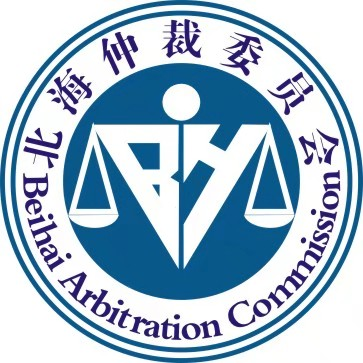 北海仲裁委员会
BH
Beihai Arbitration Commission